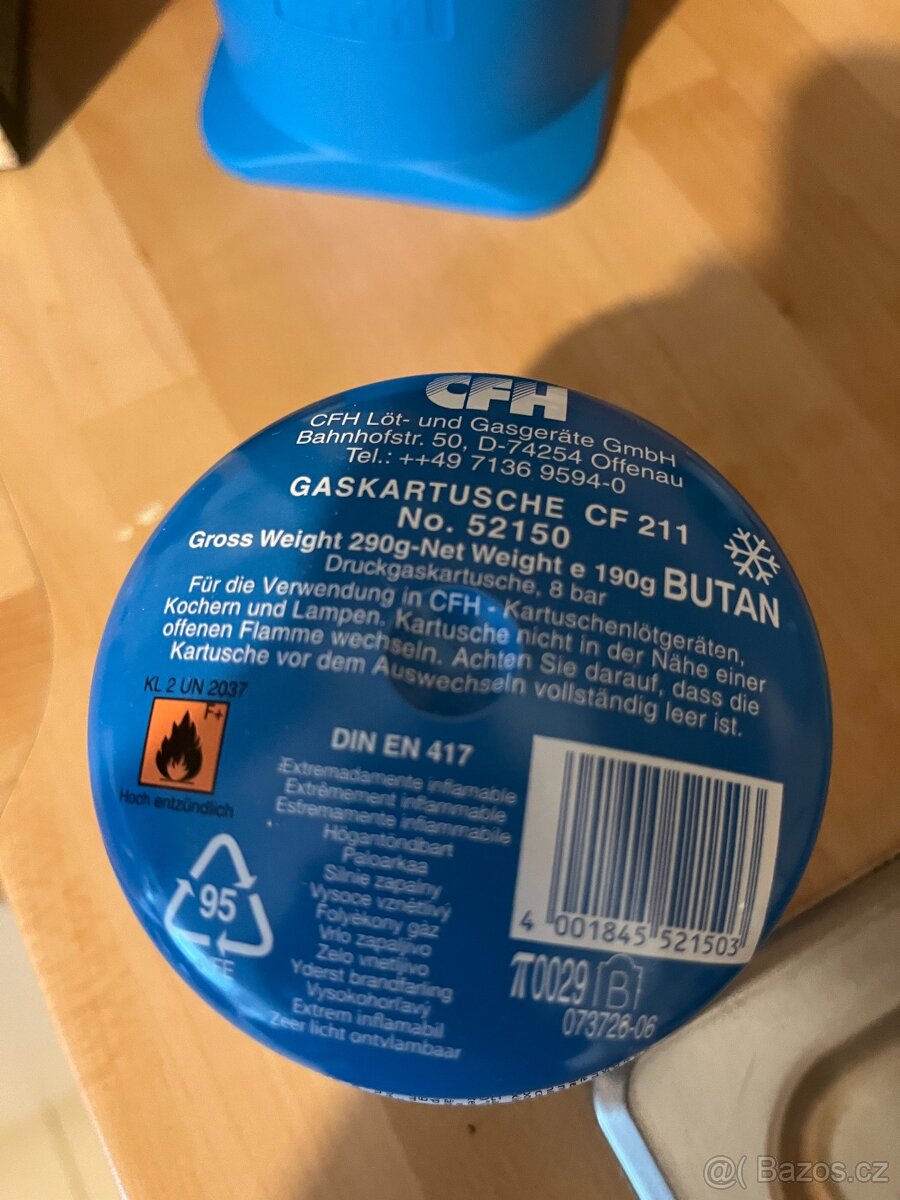 CFH
CFH Löt- und Gasgeräte GmbH
Bahnhofstr. 50, D-74254 Offenau
Tel.: ++49 7136 9594-0
GASKARTUSCHE CF 211
No. 52150
Gross Weight 290g-Net Weight e 190g BUTAN
Druckgaskartusche, 8 bar
Für die Verwendung in CFH - Kartuschenlötgeräten,
Kochern und Lampen. Kartusche nicht in der Nähe einer
offenen Flamme wechseln. Achten Sie darauf, dass die
Kartusche vor dem Auswechseln vollständig leer ist.
KL 2 UN 2037
F+
Hoch entzündlich
DIN EN 417
Extremadamente inflamable
Extrêmement inflammable
Estremamente inflammabile
Högantöndbart
Paloarkaa
Silnie zapalny
Vysoce vznětlivý
Folyékony gáz
Vrlo zapaljivo
Zelo vnetljivo
Yderst brandfarling
Vysokohorľavý
Extrem inflamabil
Zeer licht ontvlambaar
95
4 001845 521503
π0029 B
073728-06
@( Bazos.cz